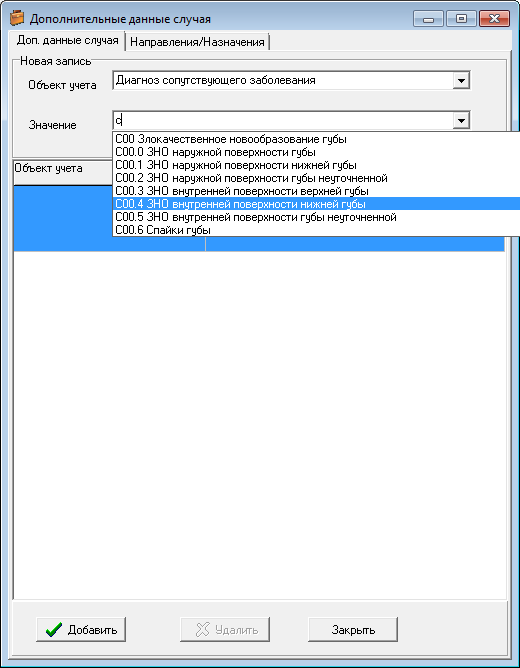 Дополнительные данные случая
Доп. данные случая Направления/Назначения
Новая запись
Объект учета Диагноз сопутствующего заболевания
Значение с
C00 Злокачественное новообразование губы
C00.0 ЗНО наружной поверхности губы
C00.1 ЗНО наружной поверхности нижней губы
C00.2 ЗНО наружной поверхности губы неуточненной
C00.3 ЗНО внутренней поверхности верхней губы
C00.4 ЗНО внутренней поверхности нижней губы
C00.5 ЗНО внутренней поверхности губы неуточненной
C00.6 Спайки губы
Объект учета
Добавить Удалить Закрыть